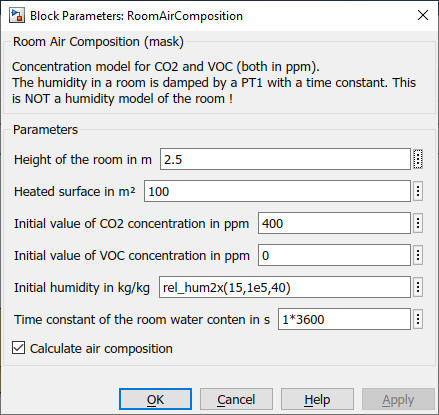 Block Parameters: RoomAirComposition
Room Air Composition (mask)
Concentration model for CO2 and VOC (both in ppm).
The humidity in a room is damped by a PT1 with a time constant. This
is NOT a humidity model of the room !
Parameters
Height of the room in m 2.5
Heated surface in m² 100
Initial value of CO2 concentration in ppm 400
Initial value of VOC concentration in ppm 0
Initial humidity in kg/kg rel_hum2x(15,1e5,40)
Time constant of the room water conten in s 1*3600
Calculate air composition
OK Cancel Help Apply